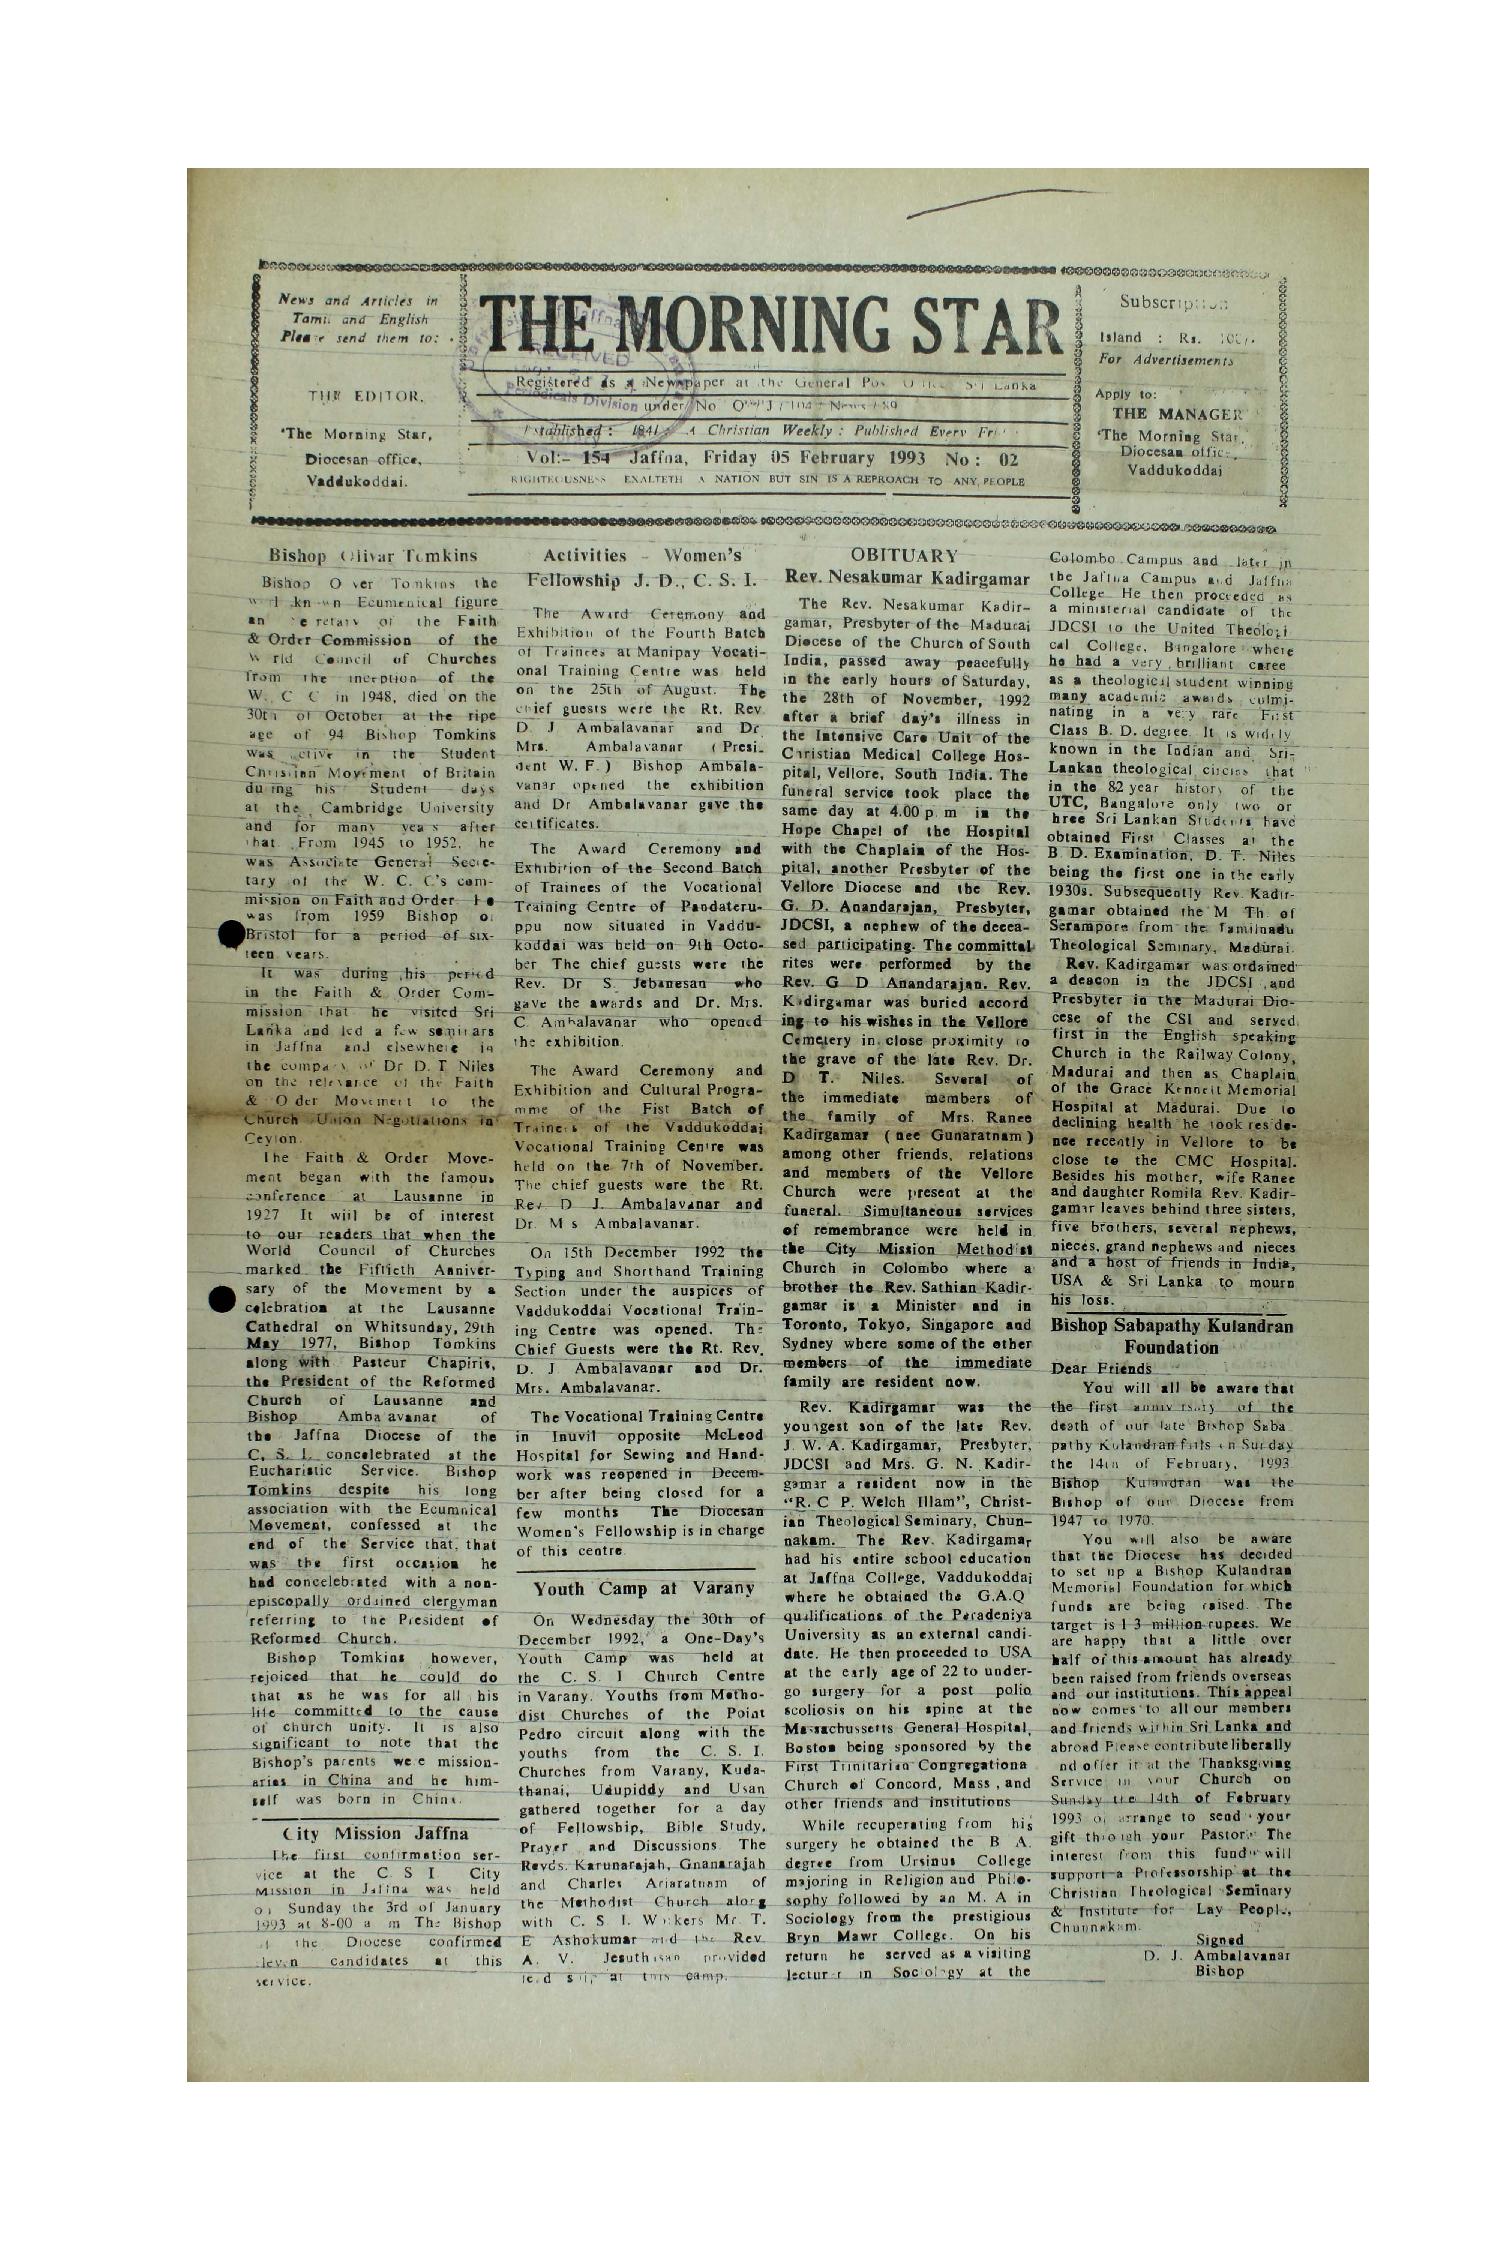 News and Articles in
Tamil and English
Please send them to:
THE EDITOR.
‘The Morning Star,
Diocesan office,
Vaddukoddai.
THE MORNING STAR
RECEIVED
Periodicals Division
Registered as a Newspaper at the General Pos Sri Lanka
under No
Established: 1841 A Christian Weekly: Published Every
Vol:– 154 Jaffna, Friday 05 February 1993 No: 02
RIGHTEOUSNESS EXALTETH A NATION BUT SIN IS A REPROACH TO ANY PEOPLE
Subscription
Island : Rs.
For Advertisements
Apply to:
THE MANAGER
‘The Morning Star,
Diocesan office,
Vaddukoddai
Bishop Olivar Tomkins
Bishop Tomkins the
Ecumenical figure
the Faith
& Order Commission of the
Council of Churches
from the inception of the
W. C C in 1948, died on the
of October at the ripe
age of 94 Bishop Tomkins
was in the Student
Christian Movement of Britain
his Student days
at the Cambridge University
and for many after
From 1945 to 1952, he
was Associate General Secre-
tary of the W. C. C.'s com-
mission on Faith and Order
was from 1959 Bishop
Bristol for a period of six-
teen years.
It was during his period
in the Faith & Order Com-
mission that he visited Sri
Lanka and led a few seminars
in Jaffna and elsewhere in
the Dr D. T Niles
on the relevance of the Faith
& Movement to the
Church Union Negotiations in
Ceylon.
The Faith & Order Move-
ment began with the famous
conference at Lausanne in
1927 It will be of interest
to our readers that when the
World Council of Churches
marked the Fiftieth Anniver-
sary of the Movement by a
celebration at the Lausanne
Cathedral on Whitsunday, 29th
May 1977, Bishop Tomkins
along with Pasteur Chapiris,
the President of the Reformed
Church of Lausanne and
Bishop Amba avanar of
the Jaffna Diocese of the
C. S. I. concelebrated at the
Eucharistic Service. Bishop
Tomkins despite his long
association with the Ecumnical
Movement, confessed at the
end of the Service that, that
was the first occasion he
had concelebrated with a non-
episcopally ordained clergyman
referring to the President of
Reformed Church.
Bishop Tomkins however,
rejoiced that he could do
that as he was for all his
life committed to the cause
of church unity. It is also
significant to note that the
Bishop's parents we e mission-
aries in China and he him-
self was born in China.
City Mission Jaffna
The first confirmation ser-
vice at the C S I City
Mission in Jaffna was held
Sunday the 3rd of January
1993 at 8-00 a m The Bishop
the Diocese confirmed
candidates at this
service.
Activities – Women's
Fellowship J. D., C. S. I.
The Award Ceremony and
Exhibition of the Fourth Batch
of Trainees at Manipay Vocati-
onal Training Centre was held
on the 25th of August. The
chief guests were the Rt. Rev
D. J Ambalavanar and Dr
Mrs. Ambalavanar ( Presi-
dent W. F. ) Bishop Ambala-
vanar opened the exhibition
and Dr Ambalavanar gave the
certificates.
The Award Ceremony and
Exhibition of the Second Batch
of Trainees of the Vocational
Training Centre of Pandateru-
ppu now situated in Vaddu-
koddai was held on 9th Octo-
ber The chief guests were the
Rev. Dr S. Jebanesan who
gave the awards and Dr. Mrs.
C. Ambalavanar who opened
the exhibition.
The Award Ceremony and
Exhibition and Cultural Progra-
mme of the Fist Batch of
Trainers of the Vaddukoddai
Vocational Training Centre was
held on the 7th of November.
The chief guests were the Rt.
Rev D J. Ambalavanar and
Dr. M s Ambalavanar.
On 15th December 1992 the
Typing and Shorthand Training
Section under the auspices of
Vaddukoddai Vocational Train-
ing Centre was opened. The
Chief Guests were the Rt. Rev.
D. J Ambalavanar and Dr.
Mrs. Ambalavanar.
The Vocational Training Centre
in Inuvil opposite McLeod
Hospital for Sewing and Hand-
work was reopened in Decem-
ber after being closed for a
few months The Diocesan
Women's Fellowship is in charge
of this centre
Youth Camp at Varany
On Wednesday the 30th of
December 1992, a One-Day's
Youth Camp was held at
the C. S. I Church Centre
in Varany. Youths from Metho-
dist Churches of the Point
Pedro circuit along with the
youths from the C. S. I.
Churches from Varany, Kuda-
thanai, Udupiddy and Usan
gathered together for a day
of Fellowship, Bible Study,
Prayer and Discussions The
Revds. Karunarajah, Gnanarajah
and Charles Ariaratnam of
the Methodist Church along
with C. S I. Workers Mr. T.
E Ashokumar and the Rev.
A. V. Jesuthasan provided
at this camp.
OBITUARY
Rev. Nesakumar Kadirgamar
The Rev. Nesakumar Kadir-
gamar, Presbyter of the Madurai
Diocese of the Church of South
India, passed away peacefully
in the early hours of Saturday,
the 28th of November, 1992
after a brief day's illness in
the Intensive Care Unit of the
Christian Medical College Hos-
pital, Vellore, South India. The
funeral service took place the
same day at 4.00 p. m in the
Hope Chapel of the Hospital
with the Chaplain of the Hos-
pital, another Presbyter of the
Vellore Diocese and the Rev.
G. D. Anandarajan, Presbyter,
JDCSI, a nephew of the decea-
sed participating. The committal
rites were performed by the
Rev. G D Anandarajan. Rev.
Kadirgamar was buried accord
ing to his wishes in the Vellore
Cemetery in close proximity to
the grave of the late Rev. Dr.
D T. Niles. Several of
the immediate members of
the family of Mrs. Ranee
Kadirgamar ( nee Gunaratnam )
among other friends, relations
and members of the Vellore
Church were present at the
funeral. Simultaneous services
of remembrance were held in
the City Mission Methodist
Church in Colombo where a
brother the Rev. Sathian Kadir-
gamar is a Minister and in
Toronto, Tokyo, Singapore and
Sydney where some of the other
members of the immediate
family are resident now.
Rev. Kadirgamar was the
youngest son of the late Rev.
J. W. A. Kadirgamar, Presbyter,
JDCSI and Mrs. G. N. Kadir-
gamar a resident now in the
“R. C P. Welch Illam”, Christ-
ian Theological Seminary, Chun-
nakam. The Rev. Kadirgamar
had his entire school education
at Jaffna College, Vaddukoddai
where he obtained the G.A.Q
qualifications of the Peradeniya
University as an external candi-
date. He then proceeded to USA
at the early age of 22 to under-
go surgery for a post polio
scoliosis on his spine at the
Massachussetts General Hospital,
Boston being sponsored by the
First Trinitarian Congregationa
Church of Concord, Mass , and
other friends and institutions
While recuperating from his
surgery he obtained the B A.
degree from Ursinus College
majoring in Religion and Philo-
sophy followed by an M. A in
Sociology from the prestigious
Bryn Mawr College. On his
return he served as a visiting
lecturer in Sociology at the
Colombo Campus and later in
the Jaffna Campus and Jaffna
College He then proceeded as
a ministerial candidate of the
JDCSI to the United Theologi
cal College, Bangalore where
he had a very brilliant caree
as a theological student winning
many academic awards culmi-
nating in a very rare First
Class B. D. degree. It is widely
known in the Indian and Sri-
Lankan theological circles that
in the 82 year history of the
UTC, Bangalore only two or
hree Sri Lankan Students have
obtained First Classes at the
B. D. Examination, D. T. Niles
being the first one in the early
1930s. Subsequently Rev. Kadir-
gamar obtained the M Th. of
Serampore from the Tamilnadu
Theological Seminary, Madurai.
Rev. Kadirgamar was ordained
a deacon in the JDCSI and
Presbyter in the Madurai Dio-
cese of the CSI and served
first in the English speaking
Church in the Railway Colony,
Madurai and then as Chaplain
of the Grace Kennett Memorial
Hospital at Madurai. Due to
declining health he took reside-
nce recently in Vellore to be
close to the CMC Hospital.
Besides his mother, wife Ranee
and daughter Romila Rev. Kadir-
gamar leaves behind three sisters,
five brothers, several nephews,
nieces, grand nephews and nieces
and a host of friends in India,
USA & Sri Lanka to mourn
his loss.
Bishop Sabapathy Kulandran
Foundation
Dear Friends
You will all be aware that
the first anniversary of the
death of our late Bishop Saba
pathy Kulandran falls on Sunday
the 14th of February, 1993
Bishop Kulandran was the
Bishop of our Diocese from
1947 to 1970.
You will also be aware
that the Diocese has decided
to set up a Bishop Kulandran
Memorial Foundation for which
funds are being raised. The
target is 1 3 million rupees. We
are happy that a little over
half of this amount has already
been raised from friends overseas
and our institutions. This appeal
now comes to all our members
and friends within Sri Lanka and
abroad Please contribute liberally
nd offer it at the Thanksgiving
Service in your Church on
Sunday the 14th of February
1993 or arrange to send your
gift through your Pastor. The
interest from this fund will
support a Professorship at the
Christian Theological Seminary
& Institute for Lay People,
Chunnakam.
Signed
D. J. Ambalavanar
Bishop